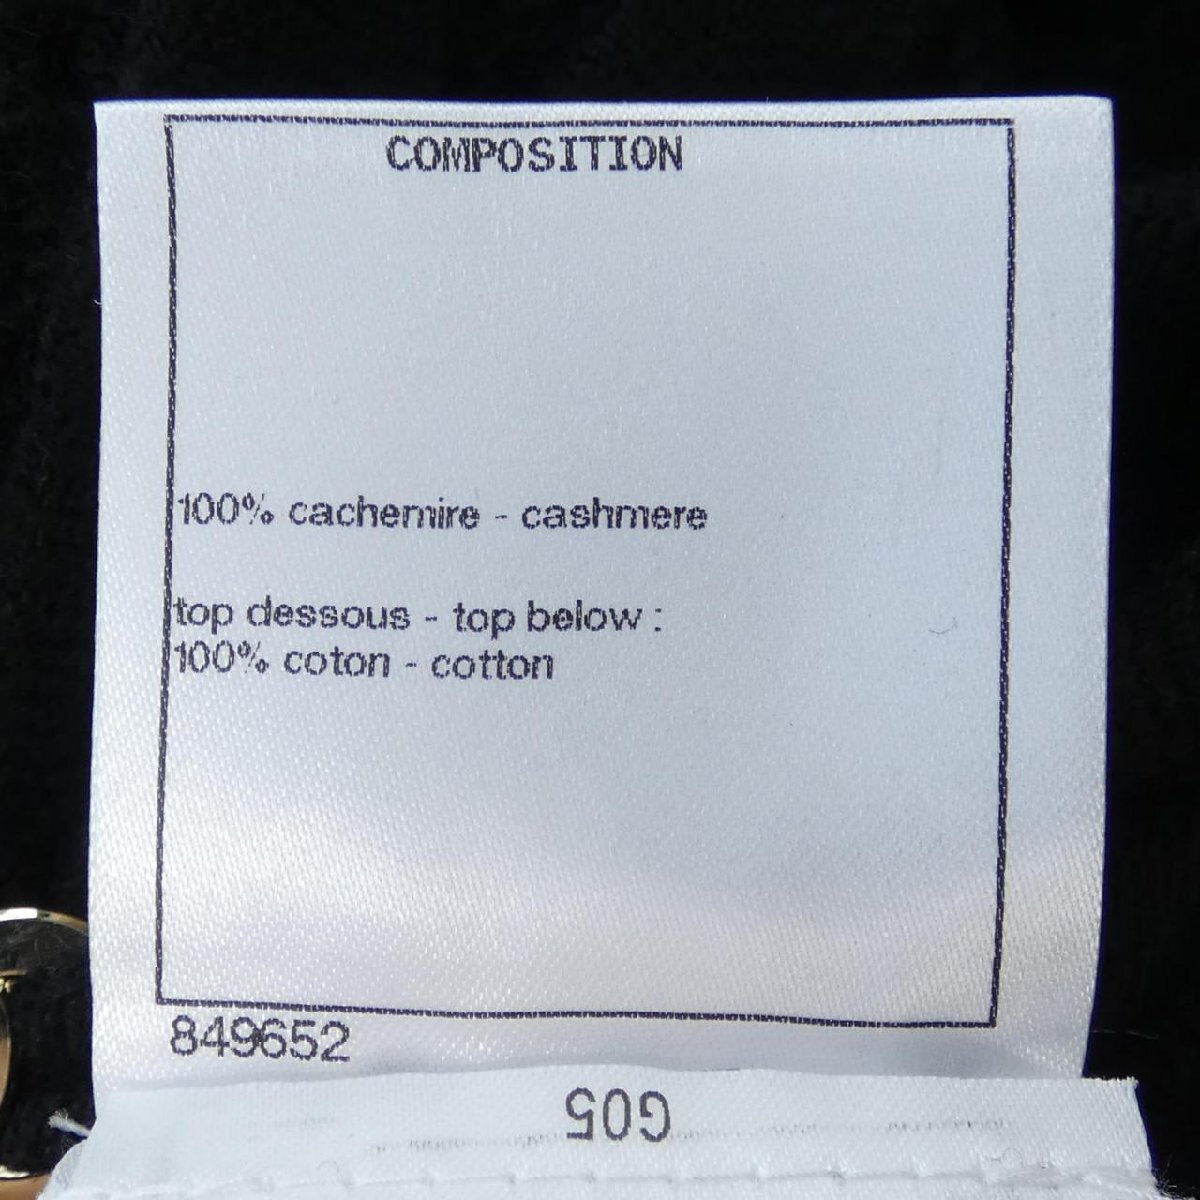 COMPOSITION
100% cachemire - cashmere
top dessous - top below :
100% coton - cotton
849652
G05